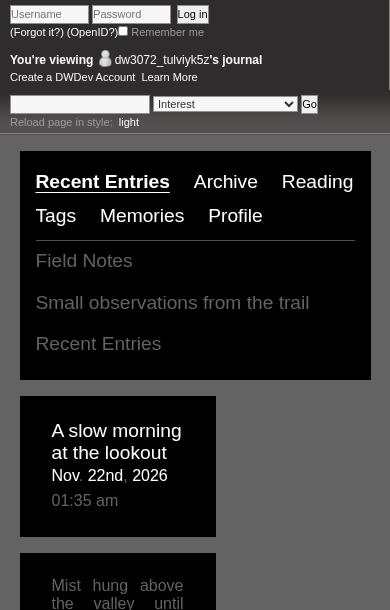 Username Password Log in
(Forgot it?) (OpenID?) Remember me
You're viewing dw3072_tulviyk5z's journal
Create a DWDev Account Learn More
Interest Go
Reload page in style: light
Recent Entries Archive Reading
Tags Memories Profile
Field Notes
Small observations from the trail
Recent Entries
A slow morning
at the lookout
Nov. 22nd, 2026
01:35 am
Mist hung above
the valley until